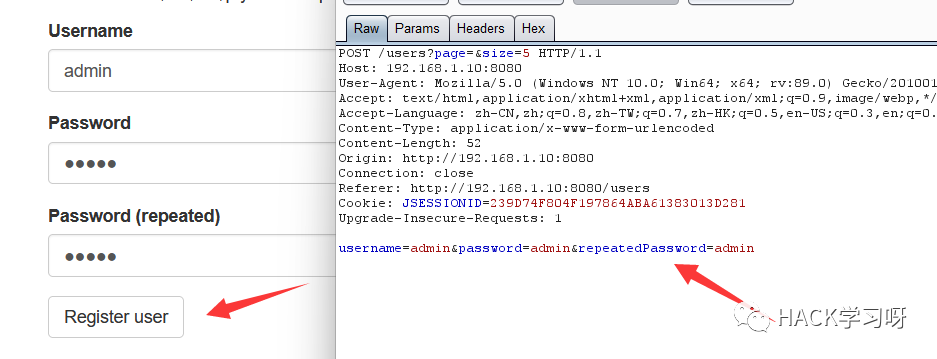 Username
admin
Password
Password (repeated)
Register user
Raw Params Headers Hex
POST /users?page=&size=5 HTTP/1.1
Host: 192.168.1.10:8080
User-Agent: Mozilla/5.0 (Windows NT 10.0; Win64; x64; rv:89.0) Gecko/201001
Accept: text/html,application/xhtml+xml,application/xml;q=0.9,image/webp,*/
Accept-Language: zh-CN,zh;q=0.8,zh-TW;q=0.7,zh-HK;q=0.5,en-US;q=0.3,en;q=0.
Content-Type: application/x-www-form-urlencoded
Content-Length: 52
Origin: http://192.168.1.10:8080
Connection: close
Referer: http://192.168.1.10:8080/users
Cookie: JSESSIONID=239D74F804F197864ABA61383013D281
Upgrade-Insecure-Requests: 1
username=admin&password=admin&repeatedPassword=admin
HACK学习呀